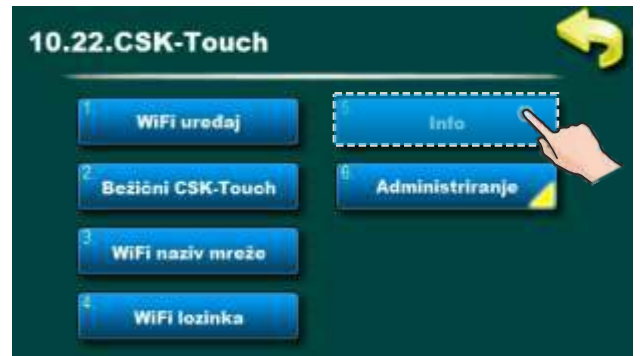 10.22.CSK-Touch
1
WiFi uređaj
2
Bežični CSK-Touch
3
WiFi naziv mreže
4
WiFi lozinka
5
Info
6
Administriranje